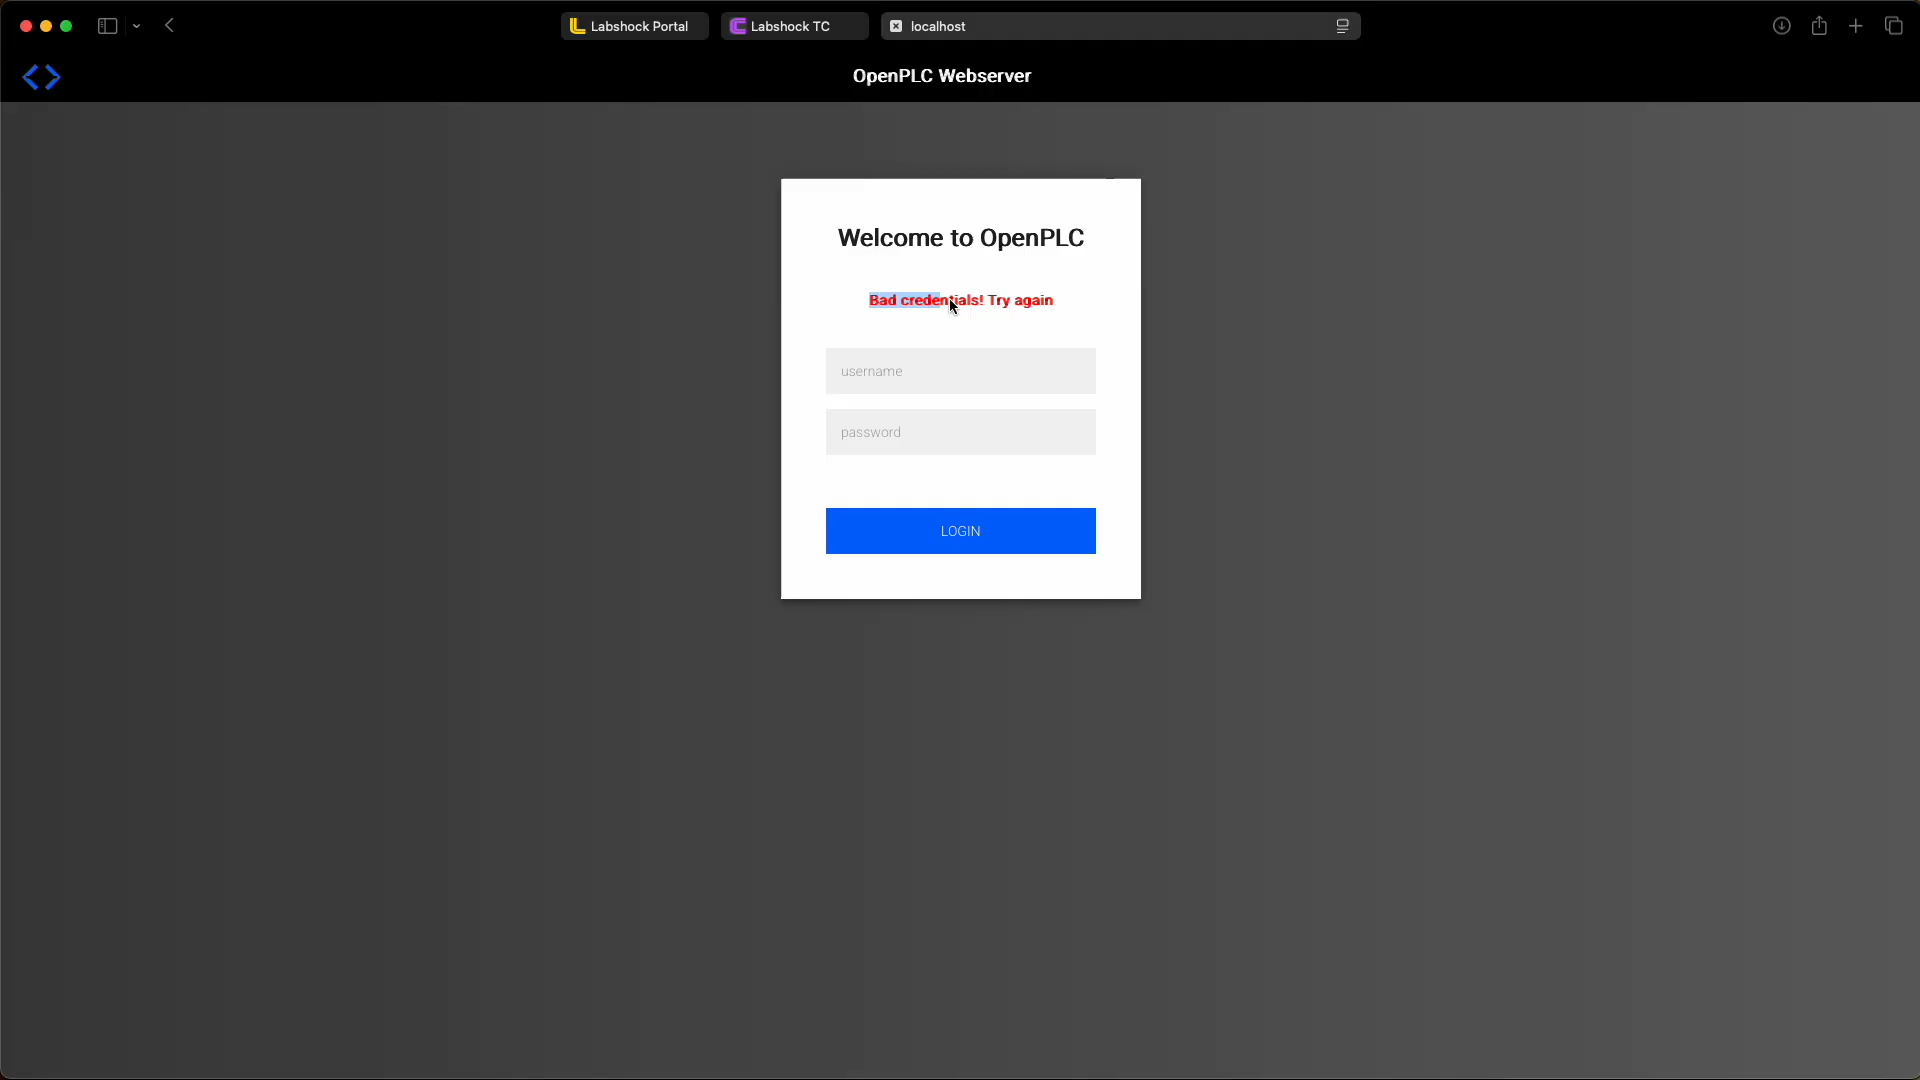 Labshock Portal
Labshock TC
localhost
OpenPLC Webserver
Welcome to OpenPLC
Bad credentials! Try again
username
password
LOGIN